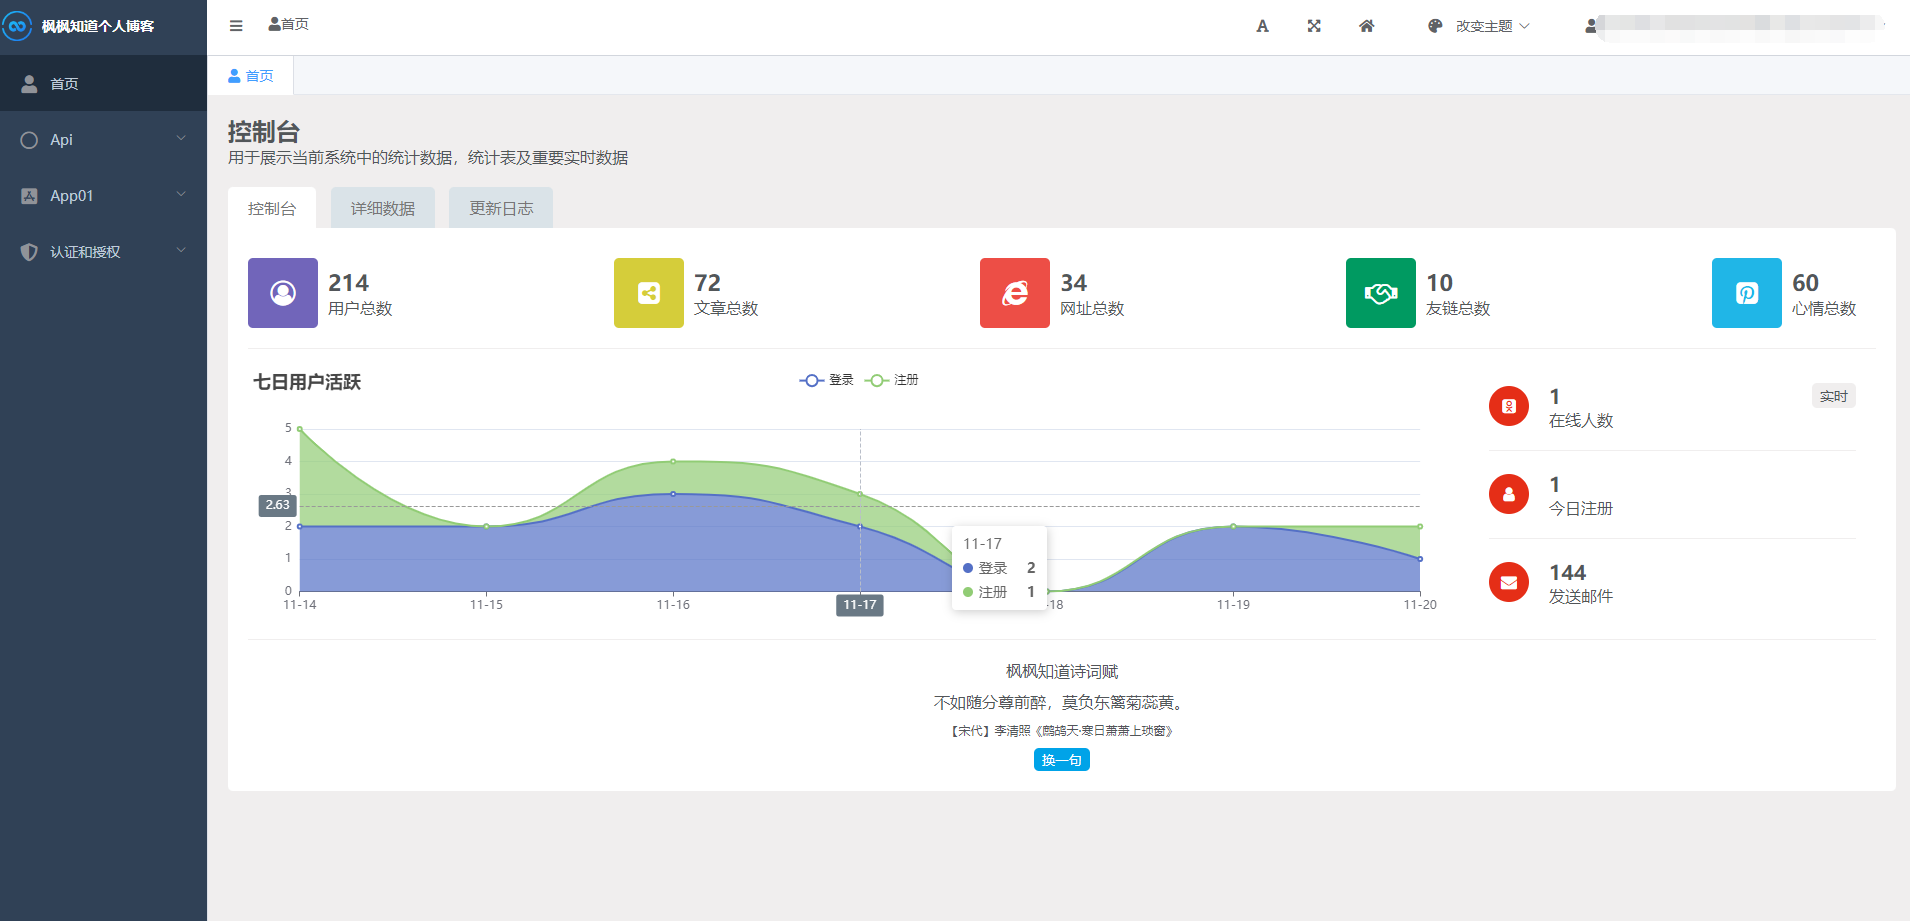 枫枫知道个人博客
首页
Api
App01
认证和授权
首页
A
改变主题
首页
控制台
用于展示当前系统中的统计数据，统计表及重要实时数据
控制台
详细数据
更新日志
214
用户总数
72
文章总数
34
网址总数
10
友链总数
60
心情总数
七日用户活跃
登录
注册
5
4
3
2.63
2
1
0
11-14
11-15
11-16
11-17
-18
11-19
11-20
11-17
登录 2
注册 1
1
在线人数
实时
1
今日注册
144
发送邮件
枫枫知道诗词赋
不如随分尊前醉，莫负东篱菊蕊黄。
【宋代】李清照《鹧鸪天·寒日萧萧上琐窗》
换一句